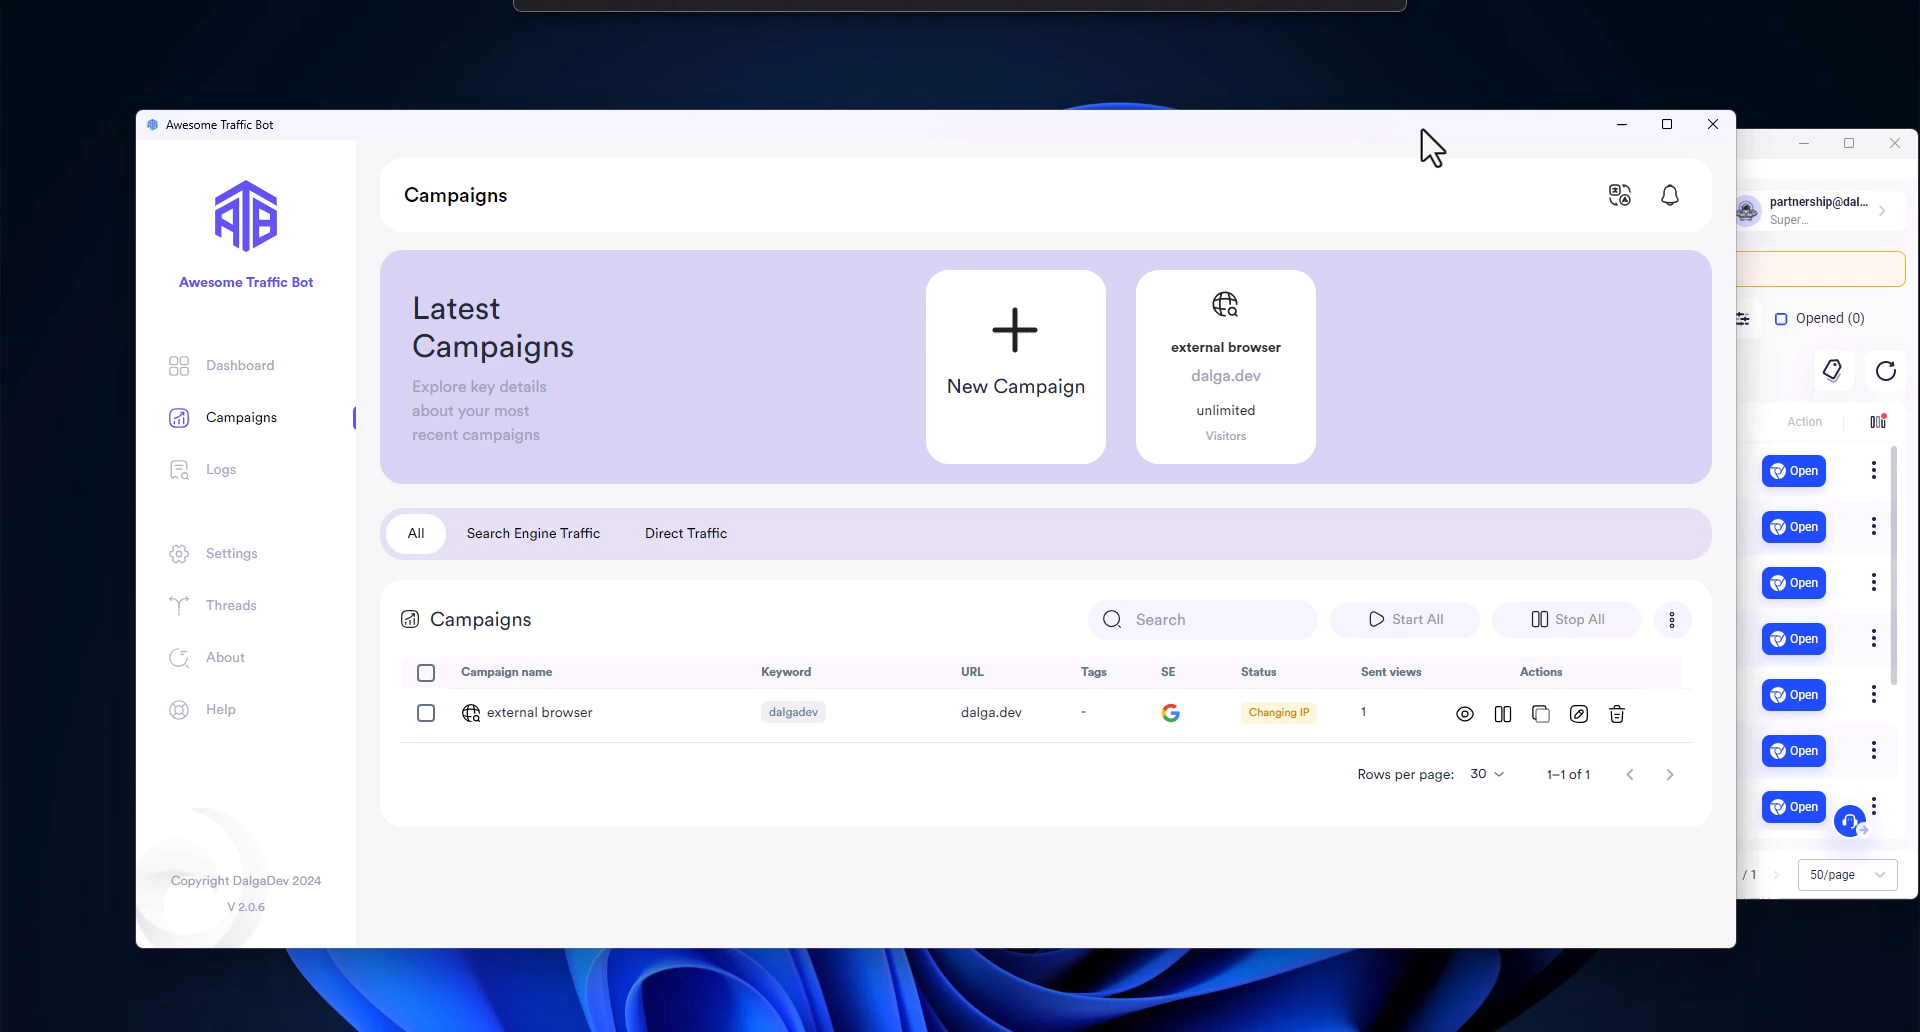 Awesome Traffic Bot
Awesome Traffic Bot
Dashboard
Campaigns
Logs
Settings
Threads
About
Help
Copyright DalgaDev 2024
V 2.0.6
Campaigns
Latest
Campaigns
Explore key details
about your most
recent campaigns
New Campaign
external browser
dalga.dev
unlimited
Visitors
All
Search Engine Traffic
Direct Traffic
Campaigns
Search
Start All
Stop All
Campaign name
Keyword
URL
Tags
SE
Status
Sent views
Actions
external browser
dalgadev
dalga.dev
-
Changing IP
1
Rows per page: 30
1–1 of 1
partnership@dal...
Super...
Opened (0)
Action
Open
Open
Open
Open
Open
Open
Open
/ 1
50/page